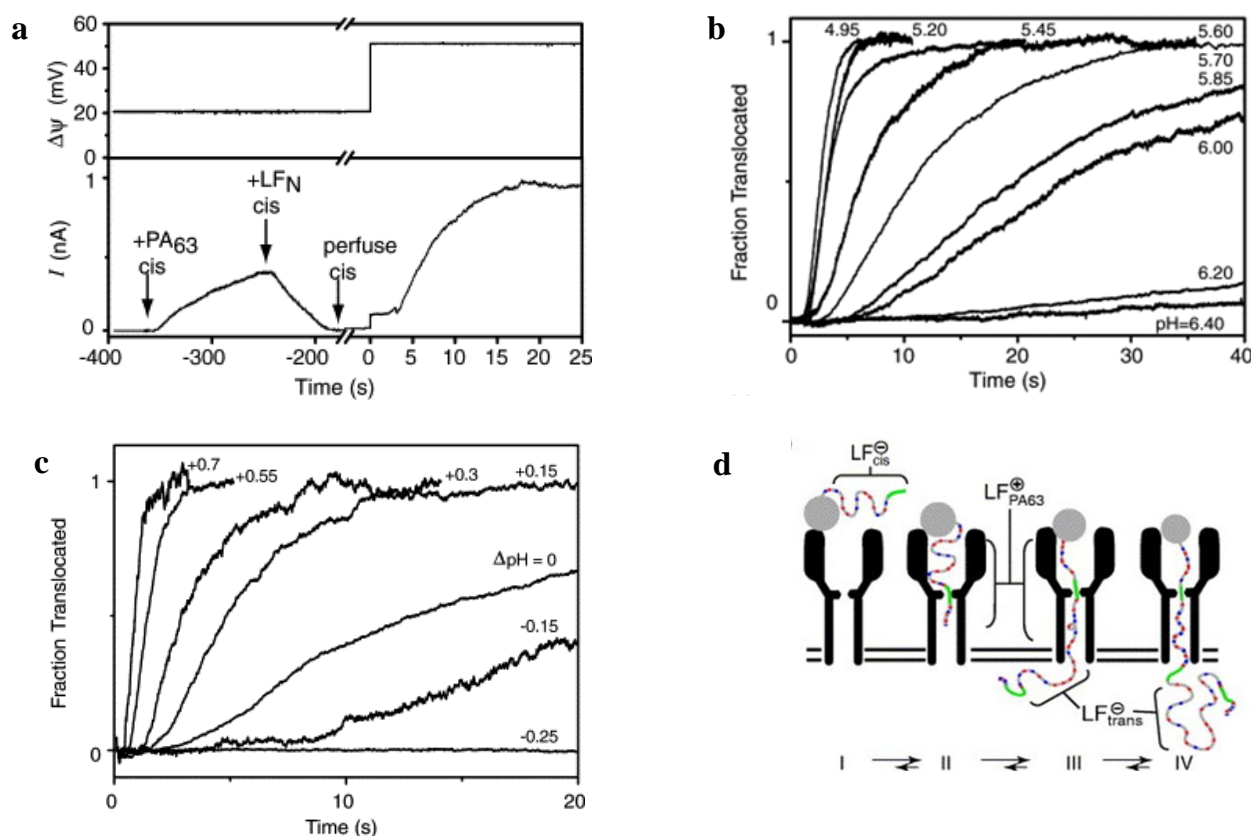 a
60
40
20
0
Δψ (mV)
1
0
I (nA)
+PA63
cis
+LFN
cis
perfuse
cis
-400
-300
-200
0
5
10
15
20
25
Time (s)
b
1
0
Fraction Translocated
4.95
5.20
5.45
5.60
5.70
5.85
6.00
6.20
pH=6.40
0
10
20
30
40
Time (s)
c
1
0
Fraction Translocated
+0.7
+0.55
+0.3
+0.15
ΔpH = 0
-0.15
-0.25
0
10
20
Time (s)
d
LF⊖cis
LF⊕PA63
LF⊖trans
I
II
III
IV